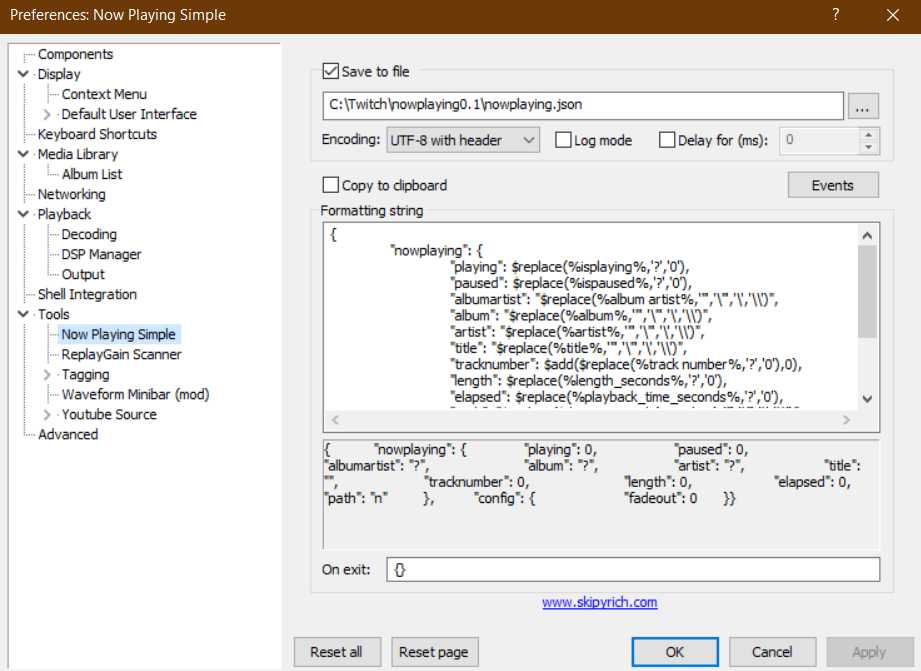 Preferences: Now Playing Simple
?
Components
Display
Context Menu
Default User Interface
Keyboard Shortcuts
Media Library
Album List
Networking
Playback
Decoding
DSP Manager
Output
Shell Integration
Tools
Now Playing Simple
ReplayGain Scanner
Tagging
Waveform Minibar (mod)
Youtube Source
Advanced
Save to file
C:\Twitch\nowplaying0.1\nowplaying.json
...
Encoding: UTF-8 with header Log mode Delay for (ms): 0
Copy to clipboard Events
Formatting string
{
"nowplaying": {
"playing": $replace(%isplaying%,'?','0'),
"paused": $replace(%ispaused%,'?','0'),
"albumartist": "$replace(%album artist%,'"','\"','\','\\')",
"album": "$replace(%album%,'"','\"','\','\\')",
"artist": "$replace(%artist%,'"','\"','\','\\')",
"title": "$replace(%title%,'"','\"','\','\\')",
"tracknumber": $add($replace(%track number%,'?','0'),0),
"length": $replace(%length_seconds%,'?','0'),
"elapsed": $replace(%playback_time_seconds%,'?','0'),
{ "nowplaying": { "playing": 0, "paused": 0,
"albumartist": "?", "album": "?", "artist": "?", "title":
"", "tracknumber": 0, "length": 0, "elapsed": 0,
"path": "n" }, "config": { "fadeout": 0 }}
On exit: {}
www.skipyrich.com
Reset all Reset page OK Cancel Apply